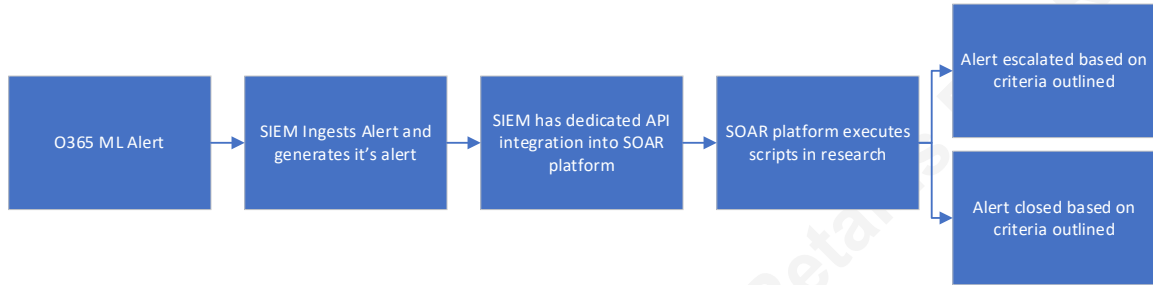 O365 ML Alert
SIEM Ingests Alert and
generates it's alert
SIEM has dedicated API
integration into SOAR
platform
SOAR platform executes
scripts in research
Alert escalated based on
criteria outlined
Alert closed based on
criteria outlined
Retains